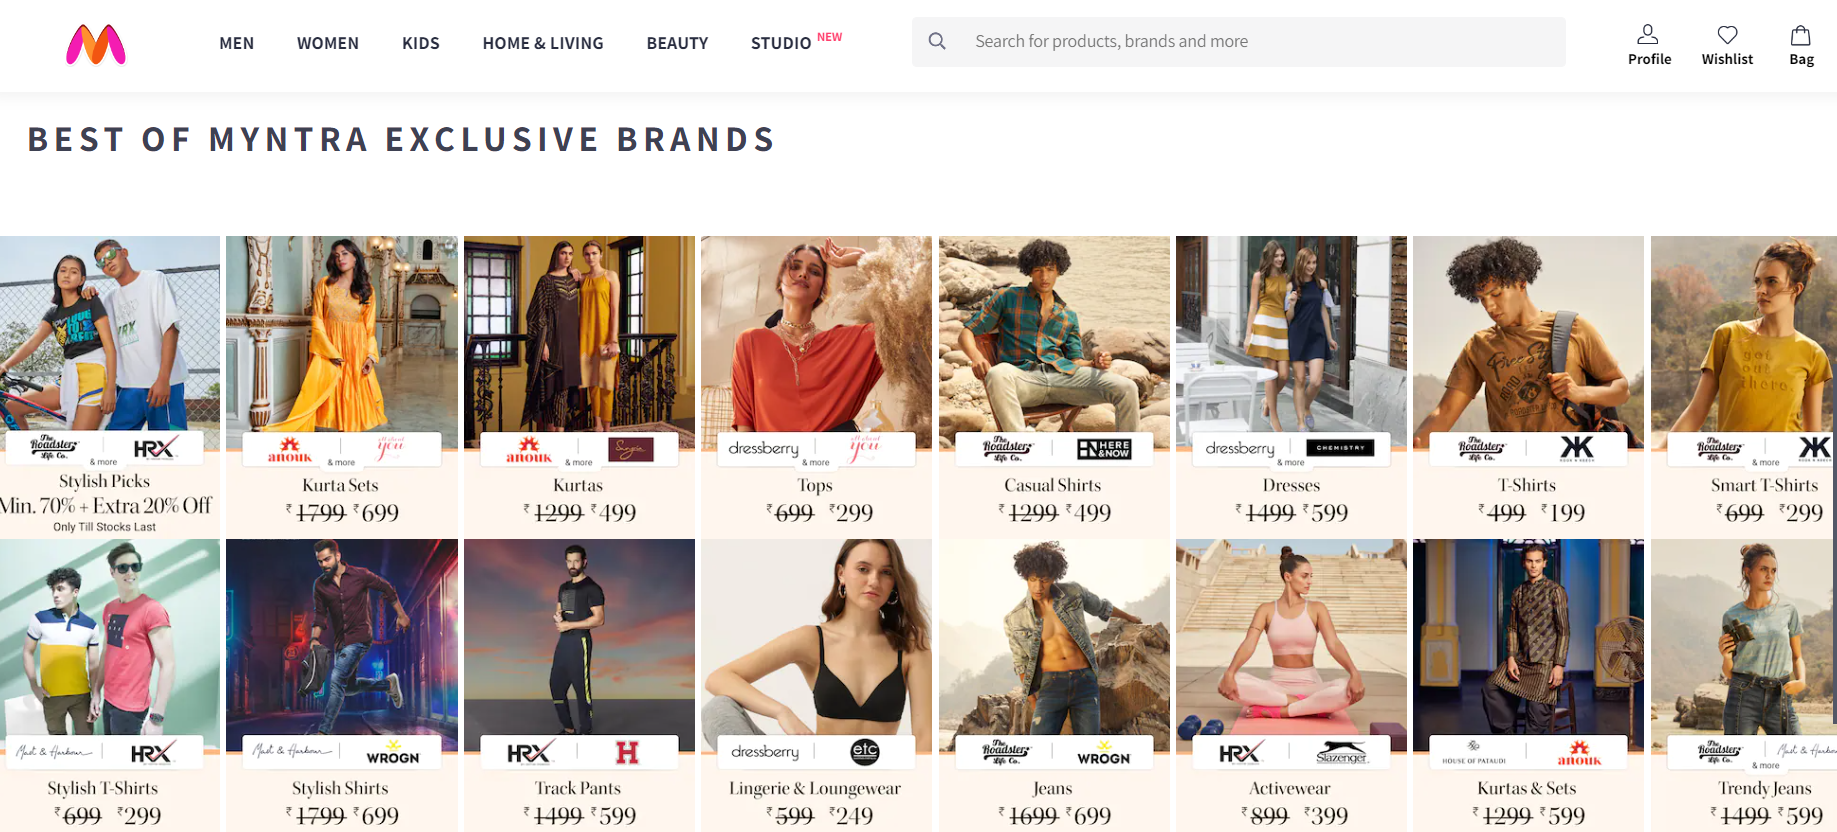 MEN WOMEN KIDS HOME & LIVING BEAUTY STUDIO NEW
Search for products, brands and more
Profile Wishlist Bag
BEST OF MYNTRA EXCLUSIVE BRANDS
The Roadster Life Co. HRX
& more
Stylish Picks
Min. 70% + Extra 20% Off
Only Till Stocks Last
anouk all about you
& more
Kurta Sets
₹1799 ₹699
anouk Sangria
& more
Kurtas
₹1299 ₹499
dressberry all about you
& more
Tops
₹699 ₹299
The Roadster Life Co. HERE &NOW
Casual Shirts
₹1299 ₹499
dressberry CHEMISTRY
& more
Dresses
₹1499 ₹599
The Roadster Life Co.
T-Shirts
₹499 ₹199
got
out
there.
The Roadster Life Co.
& more
Smart T-Shirts
₹699 ₹299
Mast & Harbour HRX
Stylish T-Shirts
₹699 ₹299
Mast & Harbour WROGN
Stylish Shirts
₹1799 ₹699
HRX H
Track Pants
₹1499 ₹599
dressberry etc
Lingerie & Loungewear
₹599 ₹249
The Roadster Life Co. WROGN
Jeans
₹1699 ₹699
HRX Slazenger
Activewear
₹899 ₹399
HOUSE OF PATAUDI anouk
Kurtas & Sets
₹1299 ₹599
The Roadster Life Co. Mast & Harbour
& more
Trendy Jeans
₹1499 ₹599